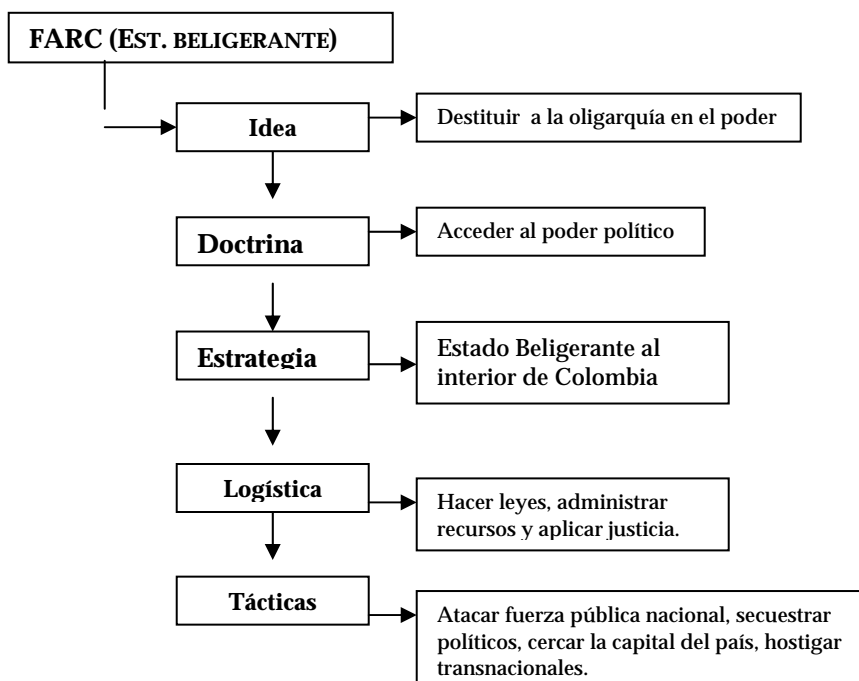 FARC (EST. BELIGERANTE)
Idea
Destituir a la oligarquía en el poder
Doctrina
Acceder al poder político
Estrategia
Estado Beligerante al
interior de Colombia
Logística
Hacer leyes, administrar
recursos y aplicar justicia.
Tácticas
Atacar fuerza pública nacional, secuestrar
políticos, cercar la capital del país, hostigar
transnacionales.